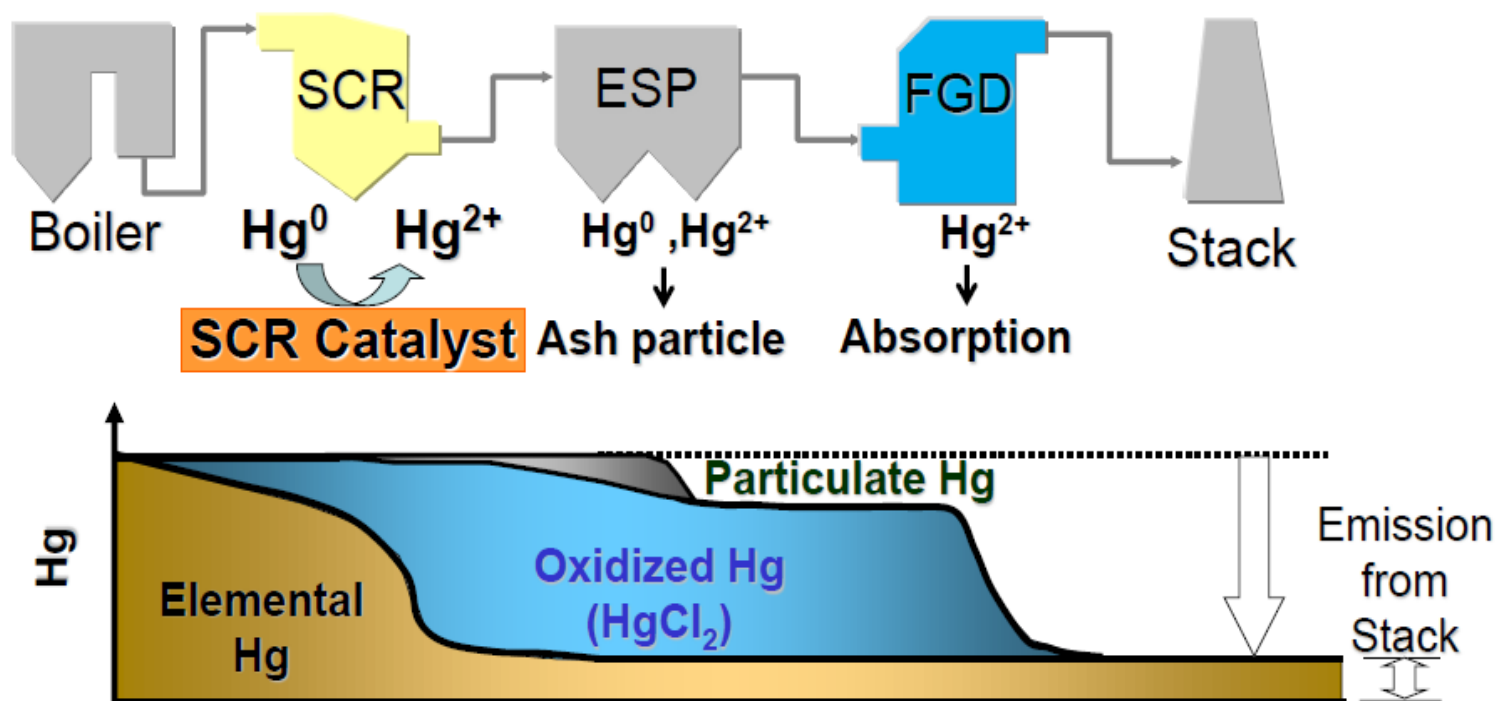 SCR
ESP
FGD
Boiler
Hg⁰ Hg²⁺
Hg⁰ ,Hg²⁺
Hg²⁺
Stack
SCR Catalyst
Ash particle
Absorption
Hg
Particulate Hg
Oxidized Hg
(HgCl₂)
Elemental
Hg
Emission
from
Stack